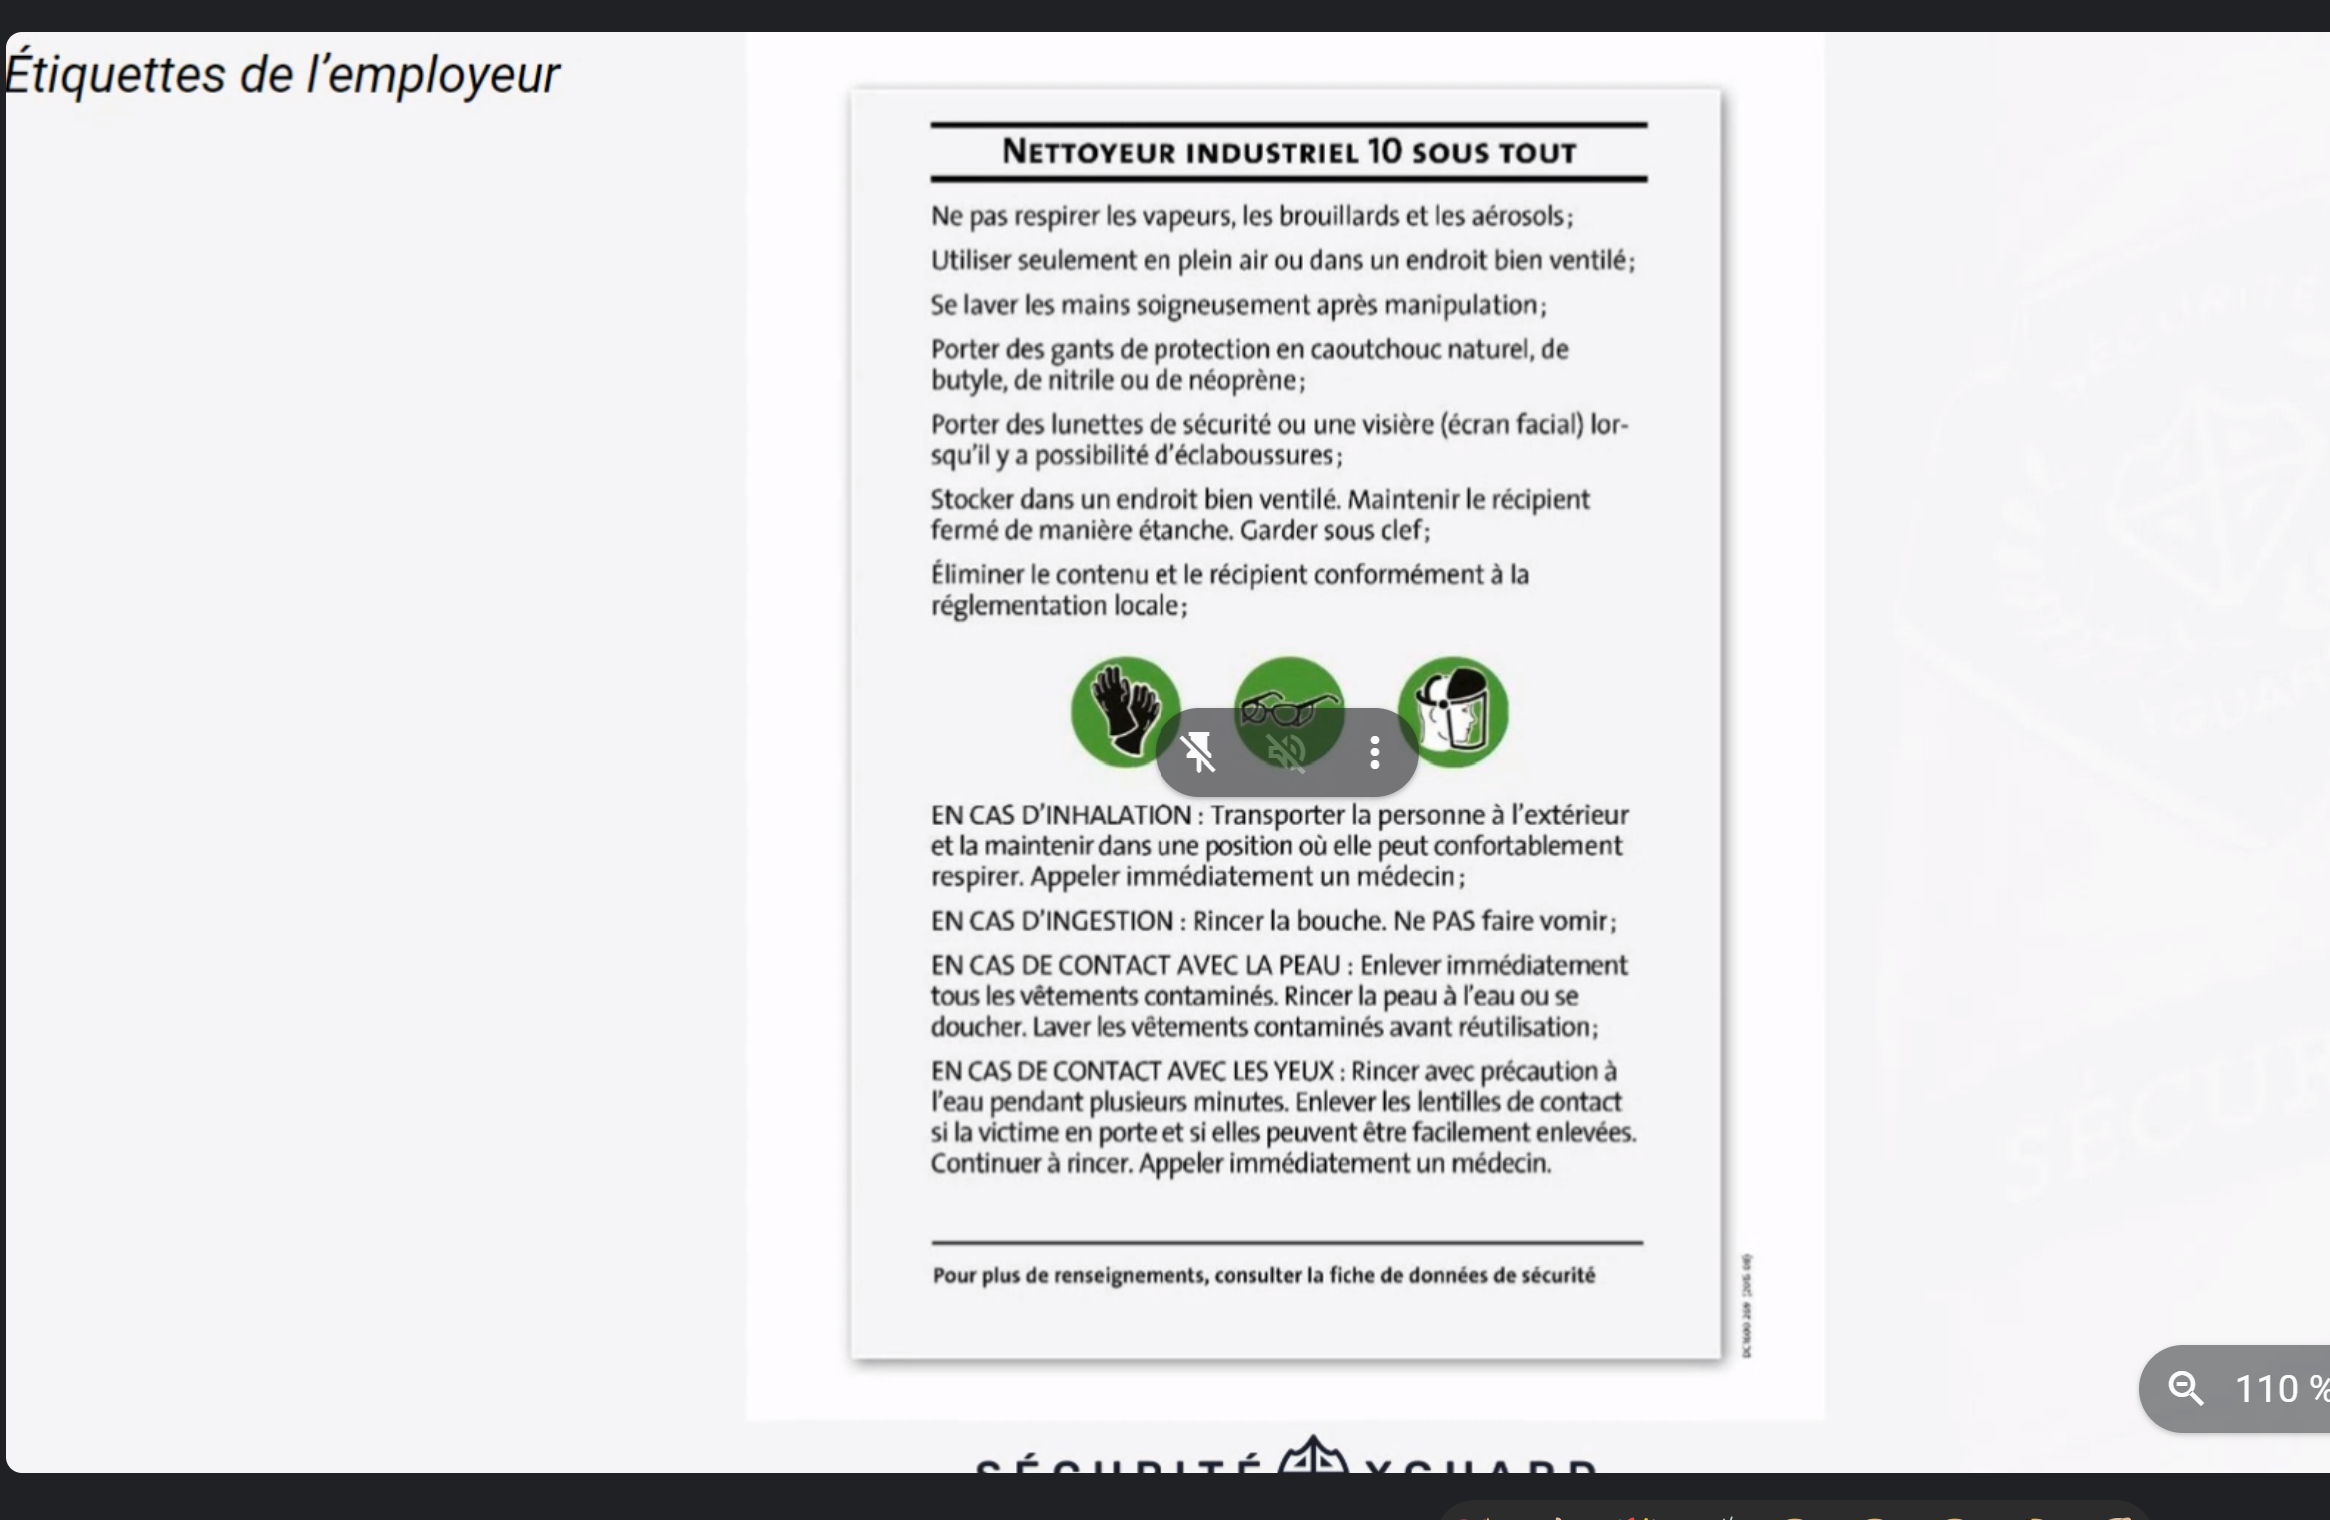 Étiquettes de l’employeur
NETTOYEUR INDUSTRIEL 10 SOUS TOUT
Ne pas respirer les vapeurs, les brouillards et les aérosols;
Utiliser seulement en plein air ou dans un endroit bien ventilé;
Se laver les mains soigneusement après manipulation;
Porter des gants de protection en caoutchouc naturel, de
butyle, de nitrile ou de néoprène;
Porter des lunettes de sécurité ou une visière (écran facial) lor-
squ’il y a possibilité d’éclaboussures;
Stocker dans un endroit bien ventilé. Maintenir le récipient
fermé de manière étanche. Garder sous clef;
Éliminer le contenu et le récipient conformément à la
réglementation locale;
EN CAS D’INHALATION : Transporter la personne à l’extérieur
et la maintenir dans une position où elle peut confortablement
respirer. Appeler immédiatement un médecin;
EN CAS D’INGESTION : Rincer la bouche. Ne PAS faire vomir;
EN CAS DE CONTACT AVEC LA PEAU : Enlever immédiatement
tous les vêtements contaminés. Rincer la peau à l’eau ou se
doucher. Laver les vêtements contaminés avant réutilisation;
EN CAS DE CONTACT AVEC LES YEUX : Rincer avec précaution à
l’eau pendant plusieurs minutes. Enlever les lentilles de contact
si la victime en porte et si elles peuvent être facilement enlevées.
Continuer à rincer. Appeler immédiatement un médecin.
Pour plus de renseignements, consulter la fiche de données de sécurité
110 %
SÉCURITÉ XGUARD